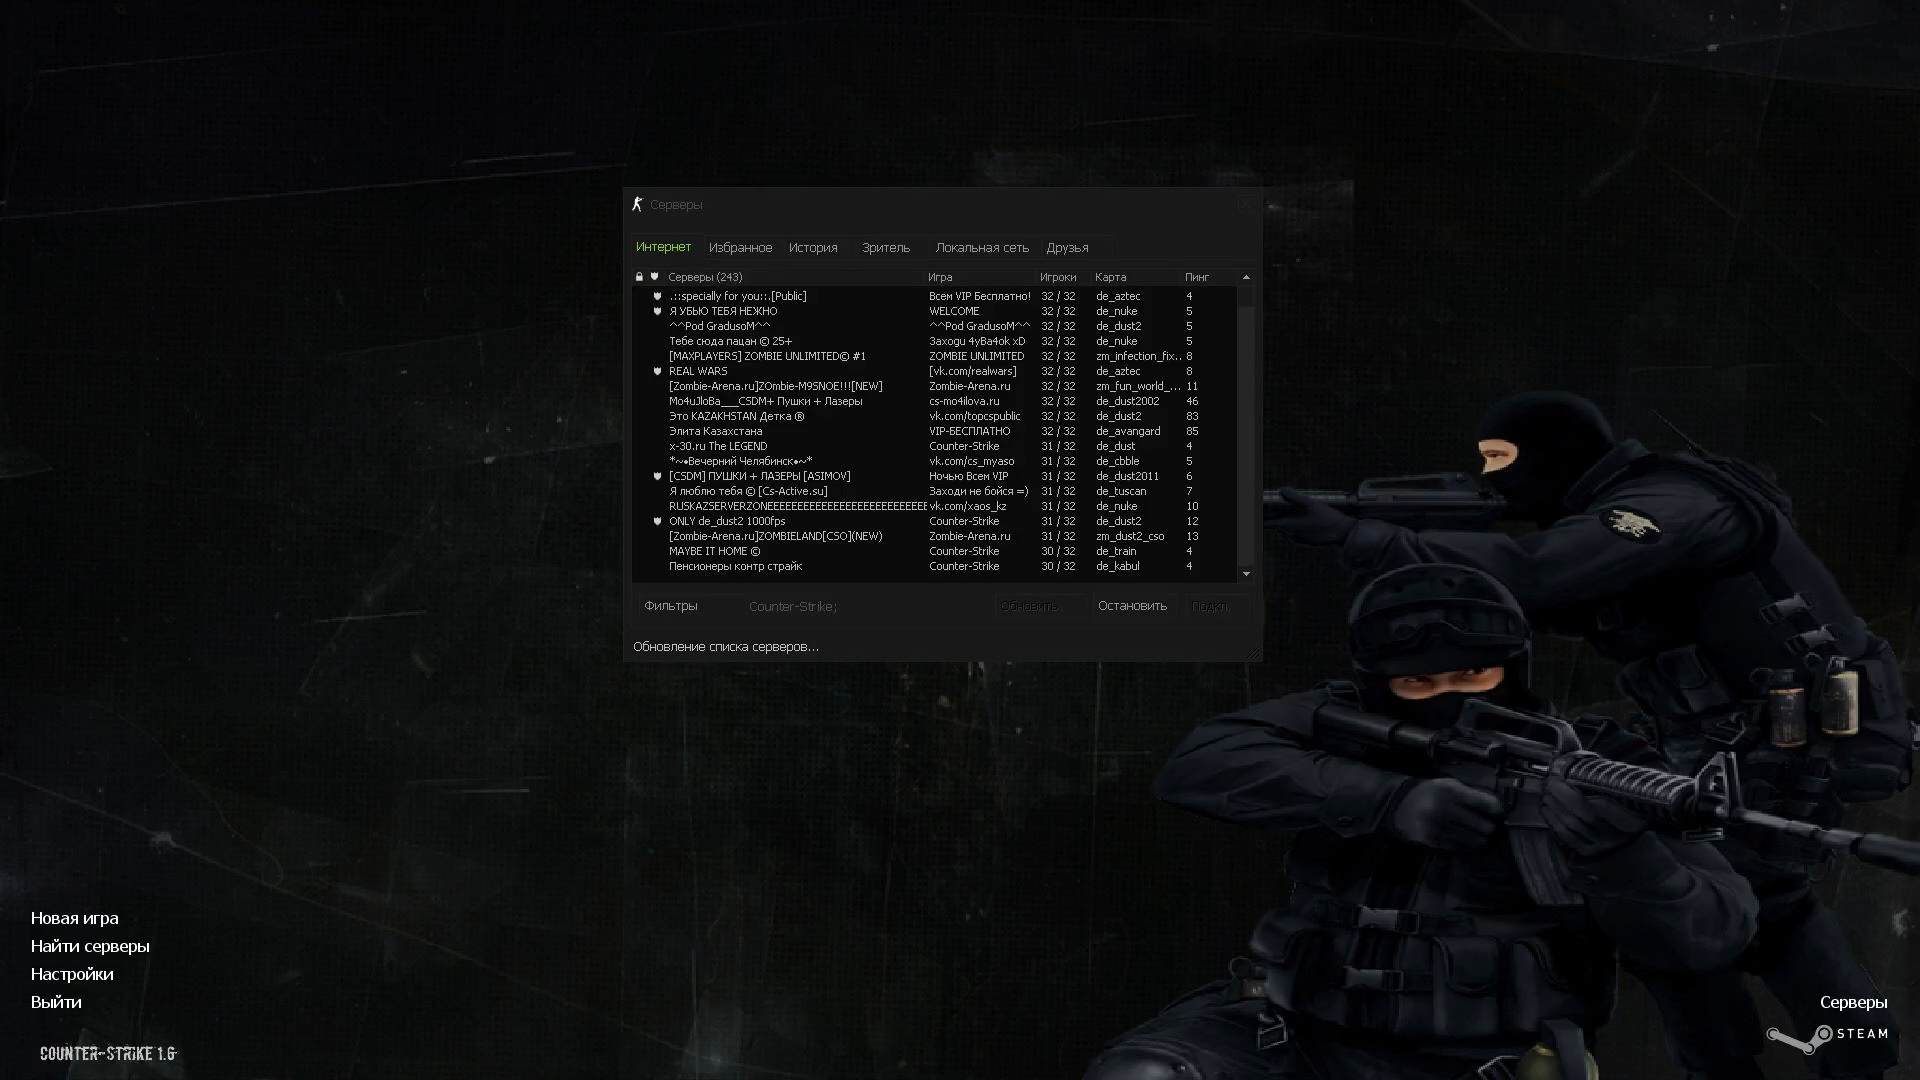 Серверы
Интернет Избранное История Зритель Локальная сеть Друзья
Серверы (243) Игра Игроки Карта Пинг
.::specially for you::.[Public] Всем VIP Бесплатно! 32 / 32 de_aztec 4
Я УБЬЮ ТЕБЯ НЕЖНО WELCOME 32 / 32 de_nuke 5
^^Pod GradusoM^^ ^^Pod GradusoM^^ 32 / 32 de_dust2 5
Тебе сюда пацан © 25+ 3axogu 4yBa4ok xD 32 / 32 de_nuke 5
[MAXPLAYERS] ZOMBIE UNLIMITED© #1 ZOMBIE UNLIMITED 32 / 32 zm_infection_fix... 8
REAL WARS [vk.com/realwars] 32 / 32 de_aztec 8
[Zombie-Arena.ru]ZOmbie-M9SNOE!!![NEW] Zombie-Arena.ru 32 / 32 zm_fun_world_... 11
Mo4uJloBa___CSDM+ Пушки + Лазеры cs-mo4ilova.ru 32 / 32 de_dust2002 46
Это KAZAKHSTAN Детка ® vk.com/topcspublic 32 / 32 de_dust2 83
Элита Казахстана VIP-БЕСПЛАТНО 32 / 32 de_avangard 85
x-30.ru The LEGEND Counter-Strike 31 / 32 de_dust 4
*~•Вечерний Челябинск•~* vk.com/cs_myaso 31 / 32 de_cbble 5
[CSDM] ПУШКИ + ЛАЗЕРЫ [ASIMOV] Ночью Всем VIP 31 / 32 de_dust2011 6
Я люблю тебя © [Cs-Active.su] Заходи не бойся =) 31 / 32 de_tuscan 7
RUSKAZSERVERZONEEEEEEEEEEEEEEEEEEEEEEEEEEEE vk.com/xaos_kz 31 / 32 de_nuke 10
ONLY de_dust2 1000fps Counter-Strike 31 / 32 de_dust2 12
[Zombie-Arena.ru]ZOMBIELAND[CSO](NEW) Zombie-Arena.ru 31 / 32 zm_dust2_cso 13
MAYBE IT HOME © Counter-Strike 30 / 32 de_train 4
Пенсионеры контр страйк Counter-Strike 30 / 32 de_kabul 4
Фильтры Counter-Strike; Обновить Остановить Подкл.
Обновление списка серверов...
Новая игра
Найти серверы
Настройки
Выйти
COUNTER-STRIKE 1.6
Серверы
STEAM